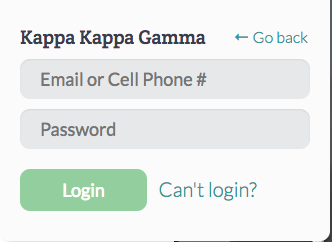 Kappa Kappa Gamma ← Go back
Email or Cell Phone #
Password
Login Can't login?